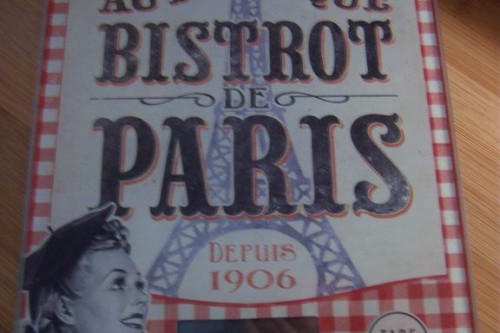 BISTROT
DE
PARIS
DEPUIS
1906